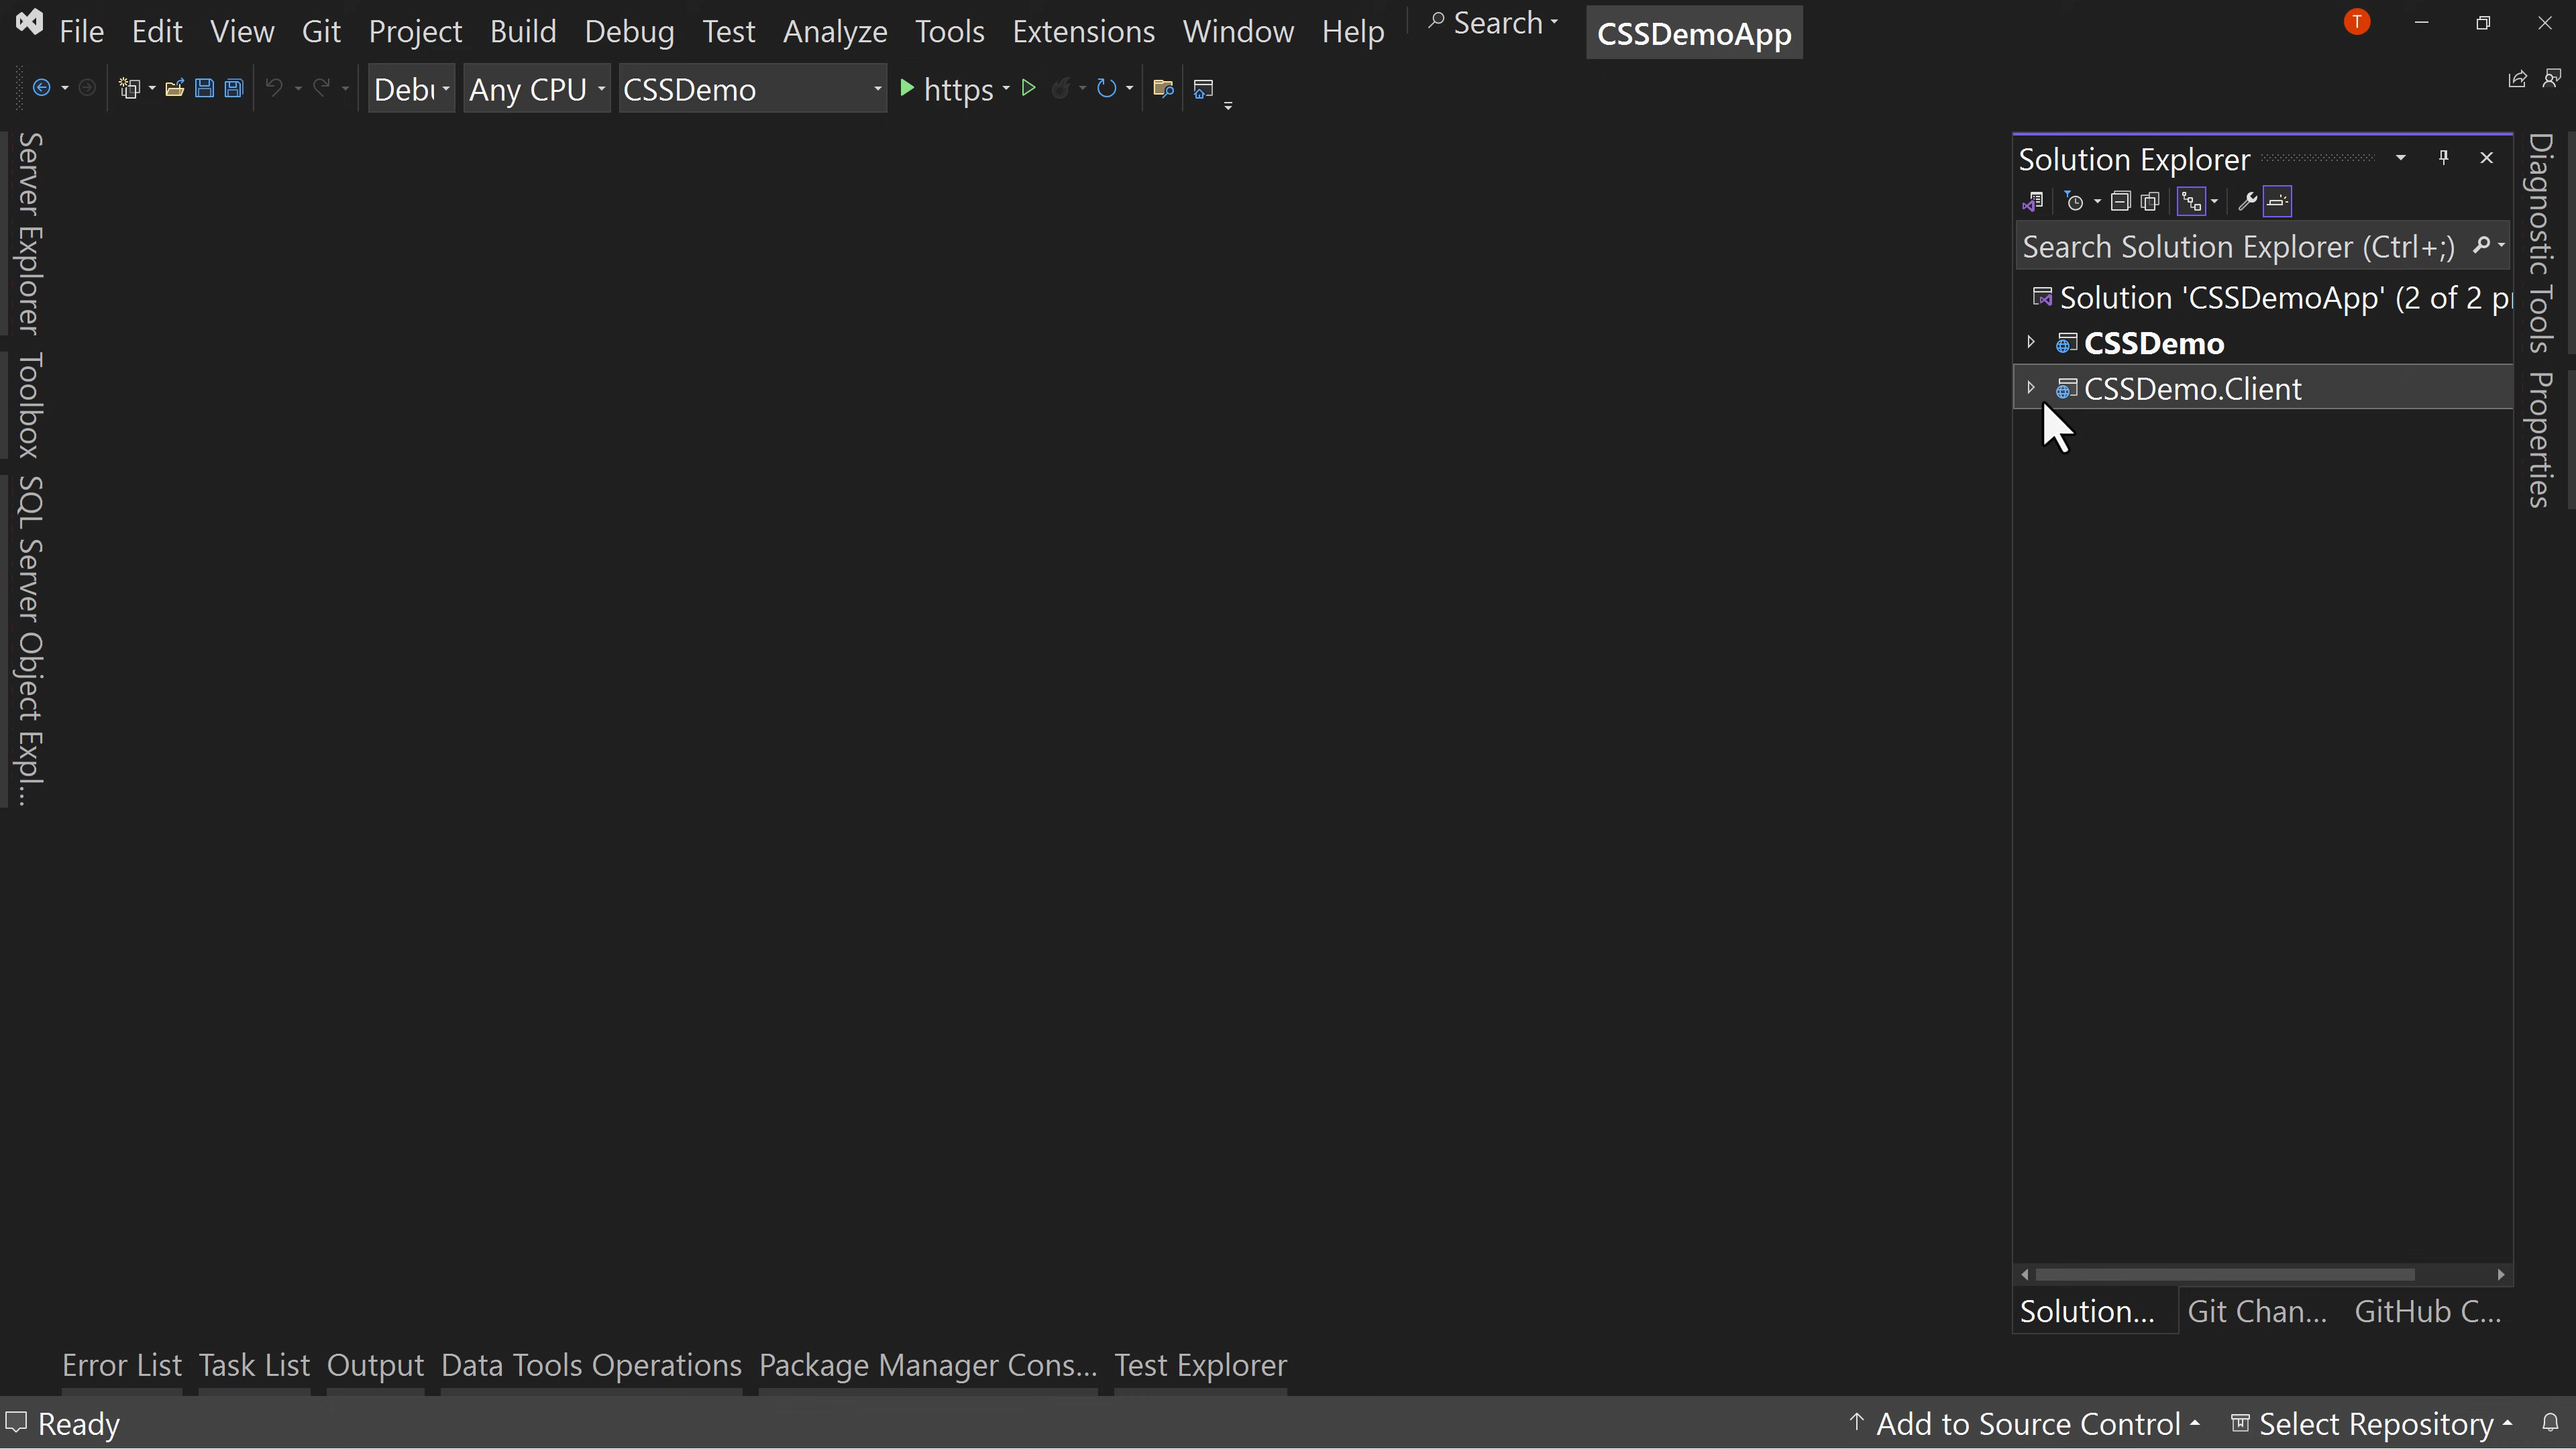 File Edit View Git Project Build Debug Test Analyze Tools Extensions Window Help Search CSSDemoApp T
Debu Any CPU CSSDemo https
Server Explorer
Toolbox
SQL Server Object Expl...
Solution Explorer
Search Solution Explorer (Ctrl+;)
Solution 'CSSDemoApp' (2 of 2 pr
CSSDemo
CSSDemo.Client
Solution... Git Chan... GitHub C...
Diagnostic Tools
Properties
Error List Task List Output Data Tools Operations Package Manager Cons... Test Explorer
Ready Add to Source Control Select Repository